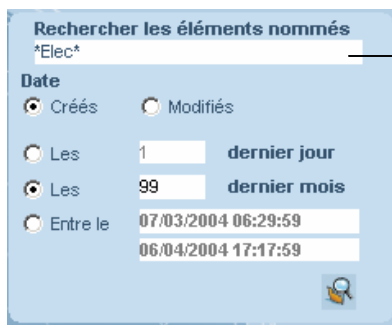 Rechercher les éléments nommés
*Elec*
Date
Créés Modifiés
Les 1 dernier jour
Les 99 dernier mois
Entre le 07/03/2004 06:29:59
06/04/2004 17:17:59